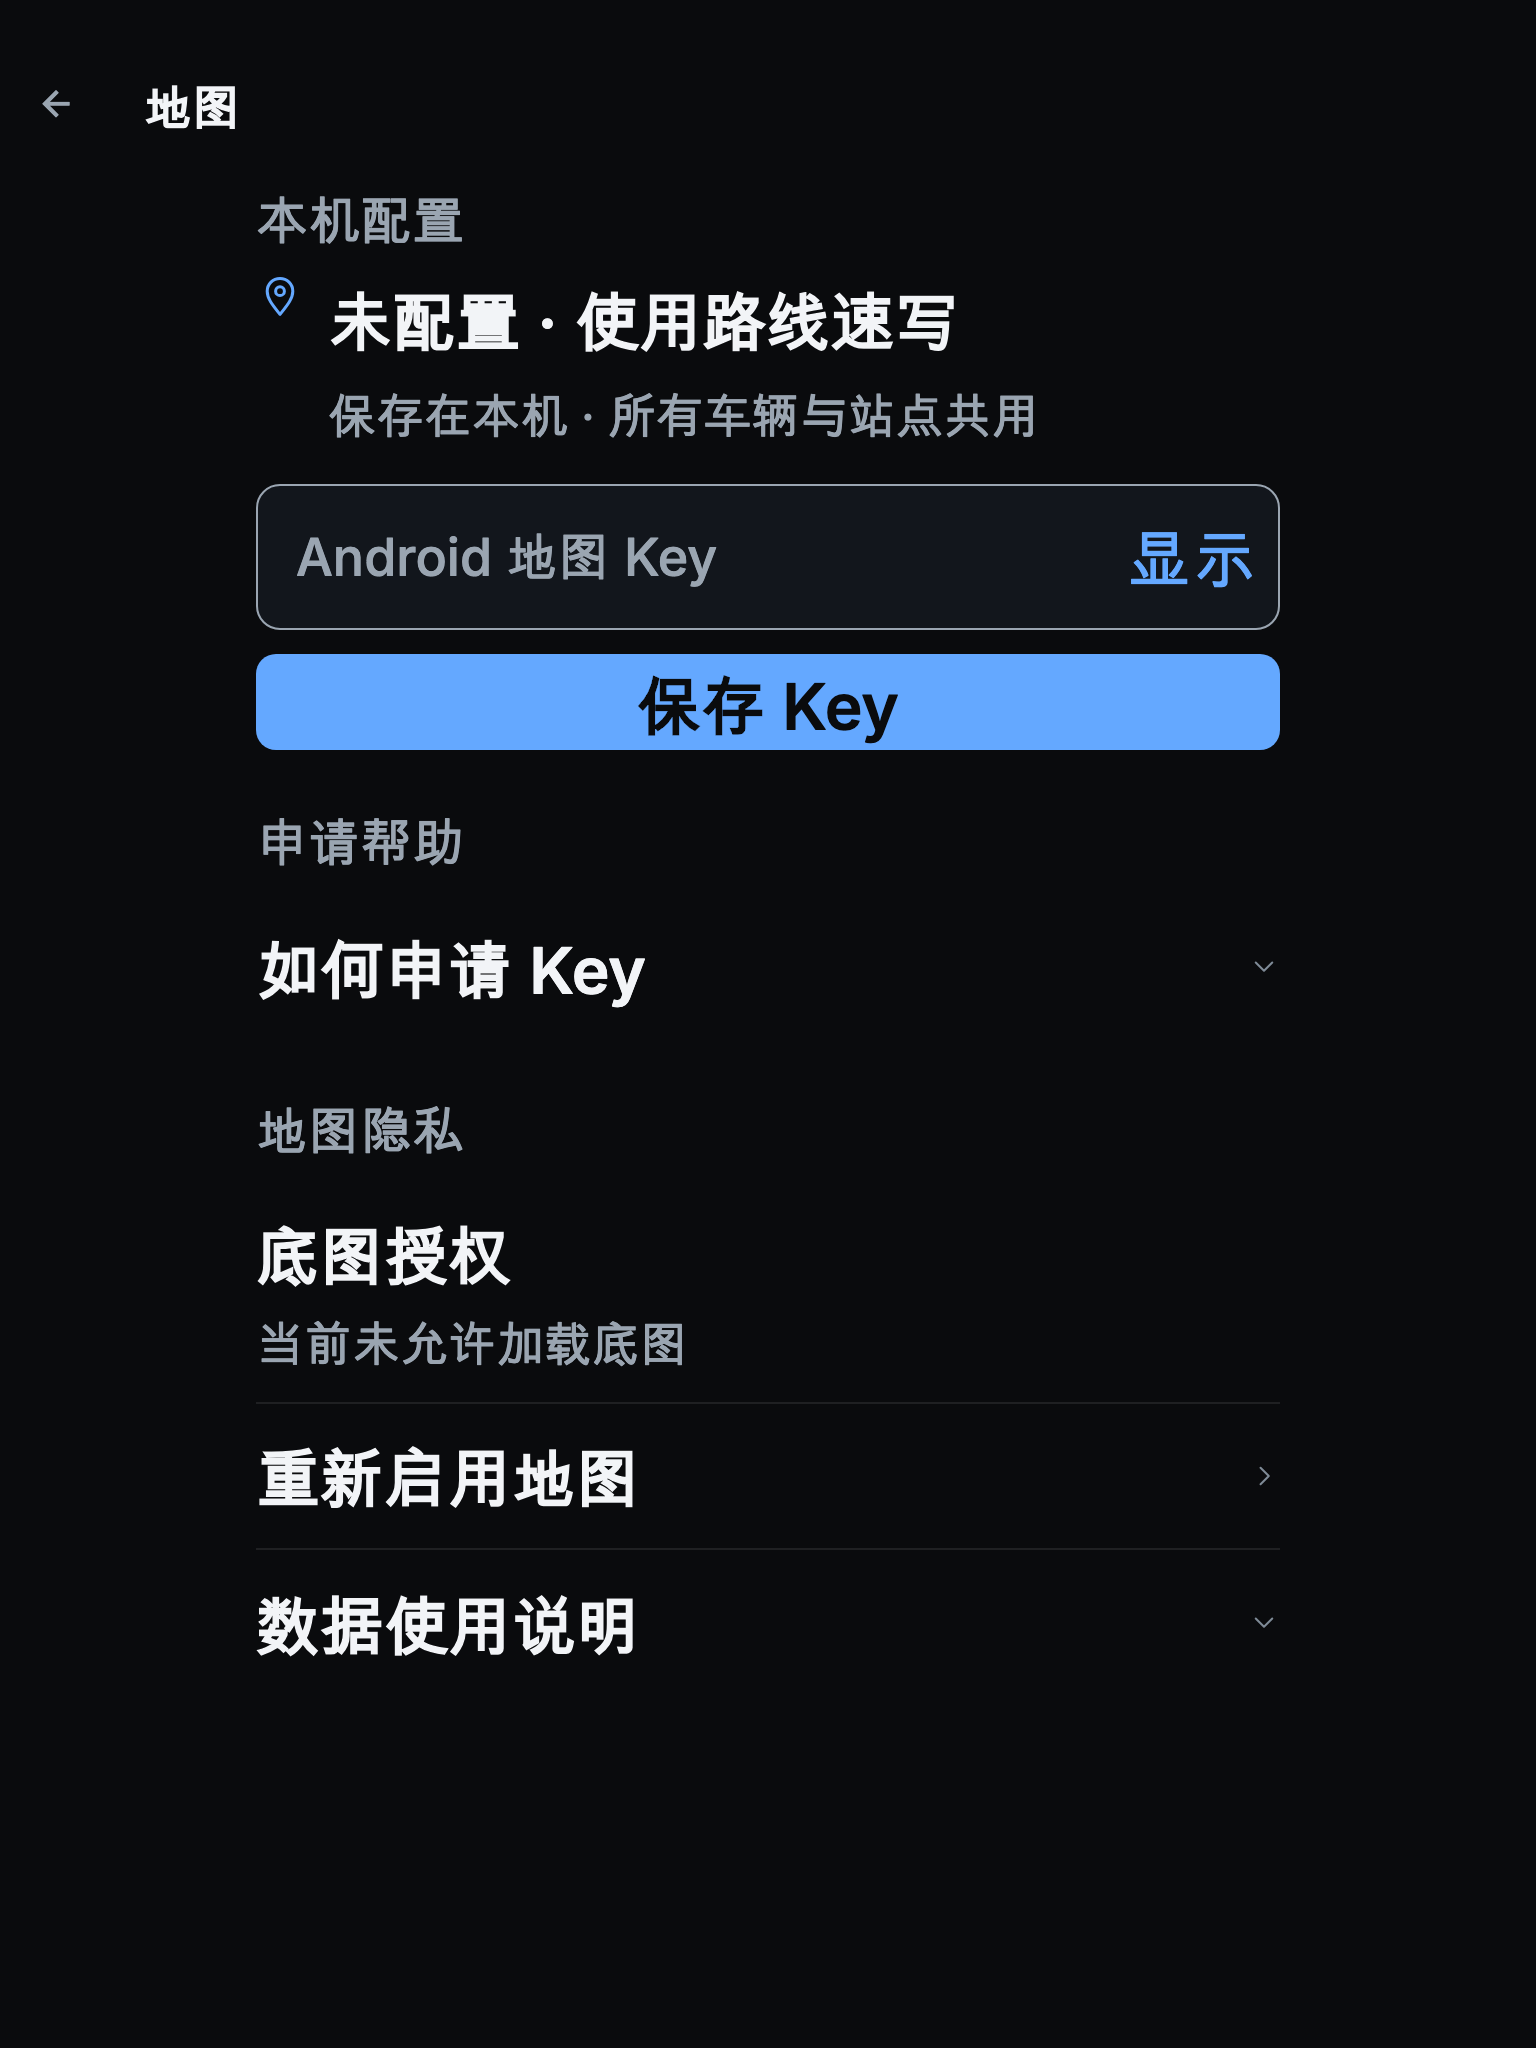 地图
本机配置
未配置 · 使用路线速写
保存在本机 · 所有车辆与站点共用
Android 地图 Key
显示
保存 Key
申请帮助
如何申请 Key
地图隐私
底图授权
当前未允许加载底图
重新启用地图
数据使用说明